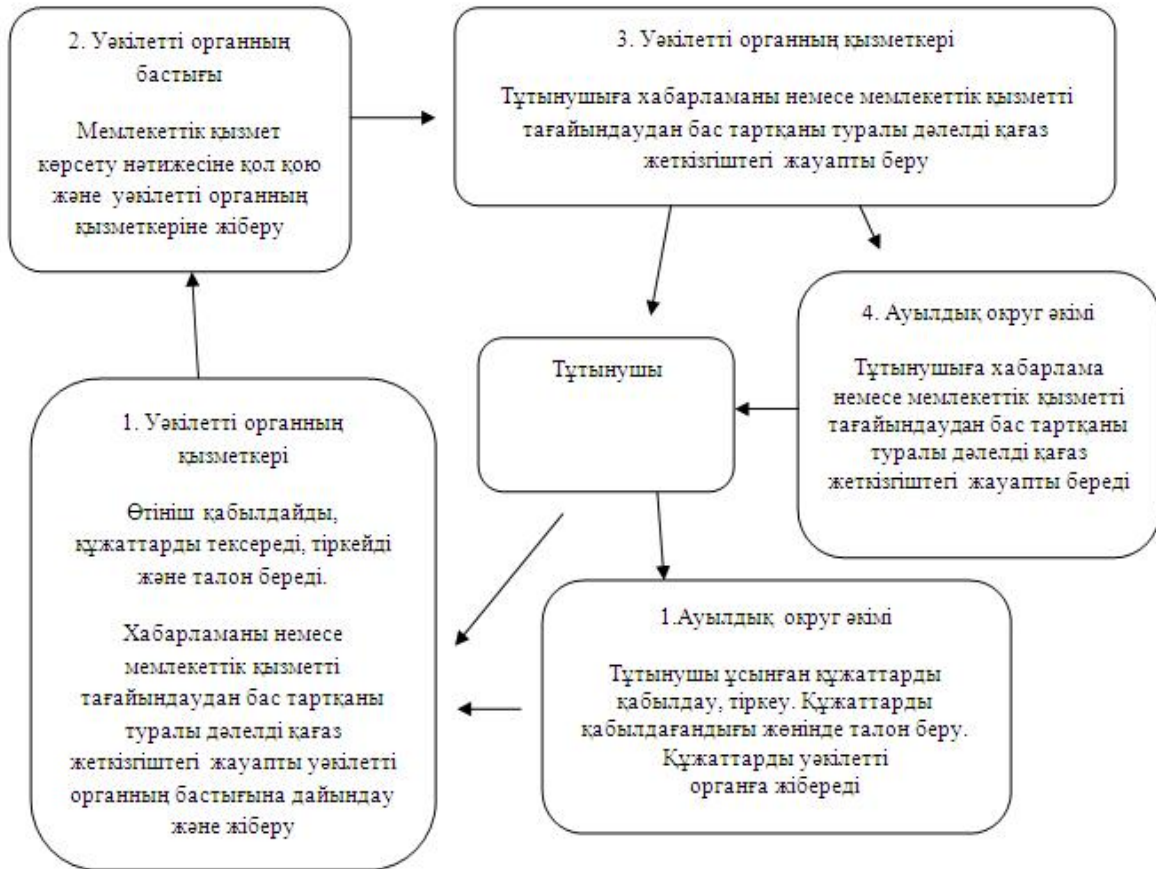 2. Уәкілетті органның
бастығы
Мемлекеттік қызмет
көрсету нәтижесіне қол қою
және уәкілетті органның
қызметкеріне жіберу
3. Уәкілетті органның қызметкері
Тұтынушыға хабарламаны немесе мемлекеттік қызметті
тағайындаудан бас тартқаны туралы дәлелді қағаз
жеткізгіштегі жауапты беру
4. Ауылдық округ әкімі
Тұтынушыға хабарлама
немесе мемлекеттік қызметті
тағайындаудан бас тартқаны
туралы дәлелді қағаз
жеткізгіштегі жауапты береді
Тұтынушы
1. Уәкілетті органның
қызметкері
Өтініш қабылдайды,
құжаттарды тексереді, тіркейді
және талон береді.
Хабарламаны немесе
мемлекеттік қызметті
тағайындаудан бас тартқаны
туралы дәлелді қағаз
жеткізгіштегі жауапты уәкілетті
органның бастығына дайындау
және жіберу
1.Ауылдық округ әкімі
Тұтынушы ұсынған құжаттарды
қабылдау, тіркеу. Құжаттарды
қабылдағандығы жөнінде талон беру.
Құжаттарды уәкілетті
органға жібереді